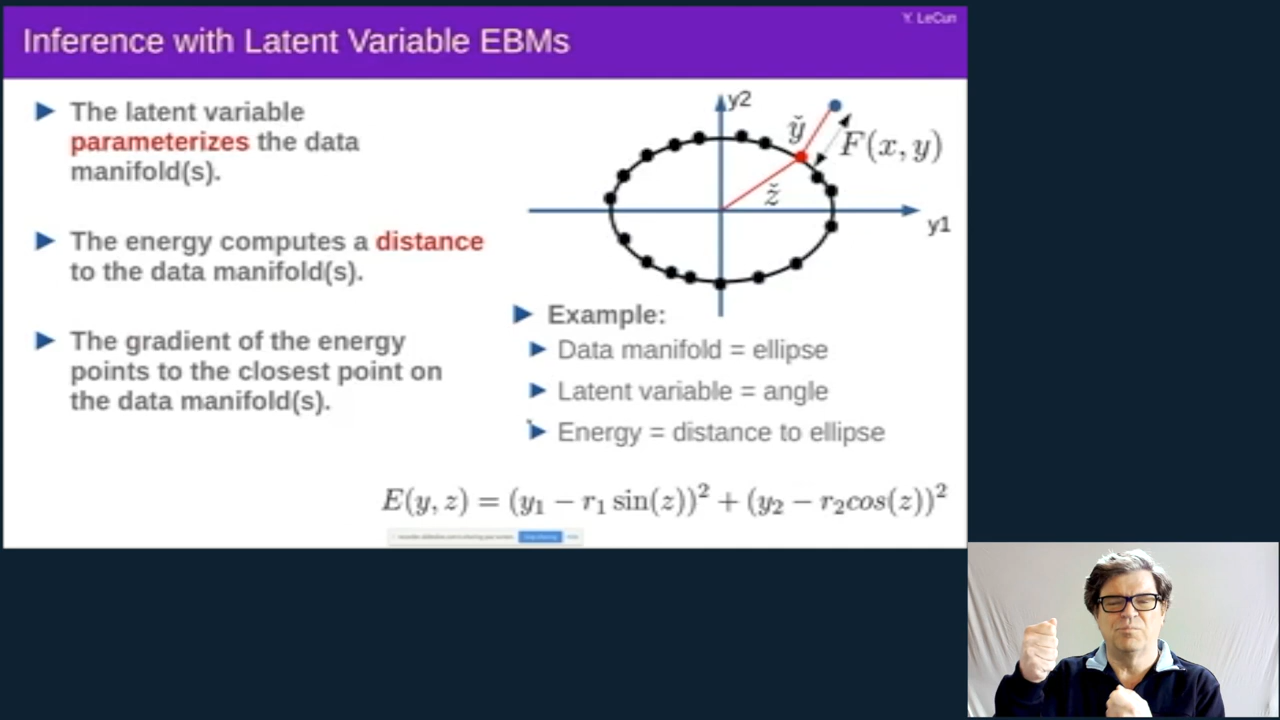 Y. LeCun
Inference with Latent Variable EBMs
The latent variable
parameterizes the data
manifold(s).
The energy computes a distance
to the data manifold(s).
The gradient of the energy
points to the closest point on
the data manifold(s).
y2
y̌
F(x, y)
ž
y1
Example:
Data manifold = ellipse
Latent variable = angle
Energy = distance to ellipse
E(y, z) = (y₁ − r₁ sin(z))² + (y₂ − r₂cos(z))²